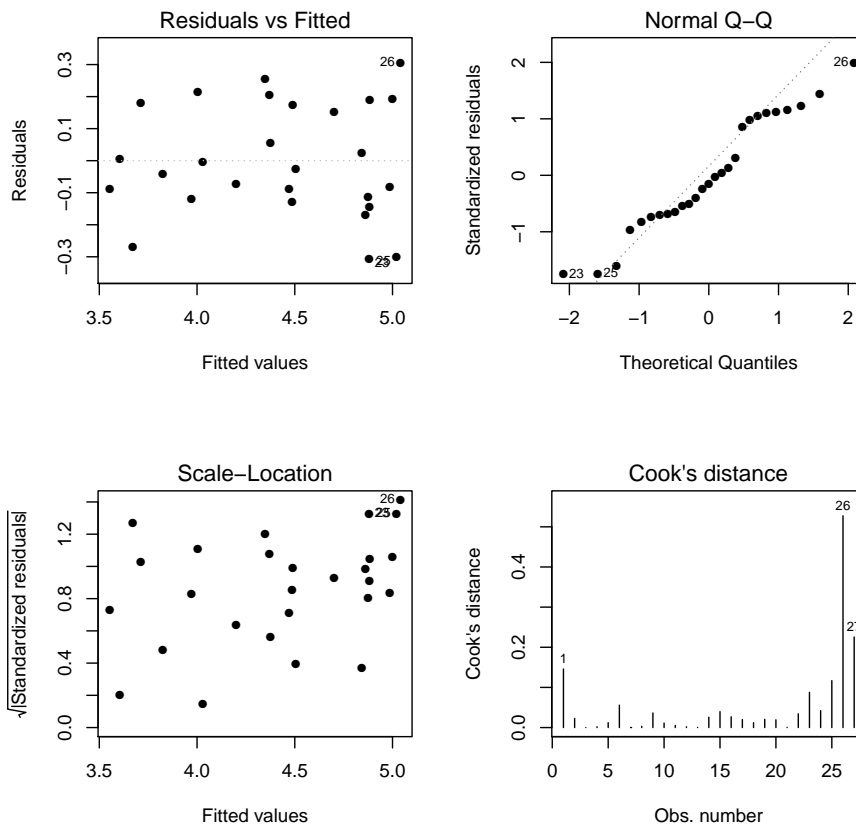 Residuals vs Fitted
Residuals
−0.3 −0.1 0.1 0.3
26
25
23
3.5 4.0 4.5 5.0
Fitted values
Normal Q−Q
Standardized residuals
−1 0 1 2
26
23 25
−2 −1 0 1 2
Theoretical Quantiles
Scale−Location
√|Standardized residuals|
0.0 0.4 0.8 1.2
26
23
25
3.5 4.0 4.5 5.0
Fitted values
Cook's distance
Cook's distance
0.0 0.2 0.4
26
27
1
0 5 10 15 20 25
Obs. number